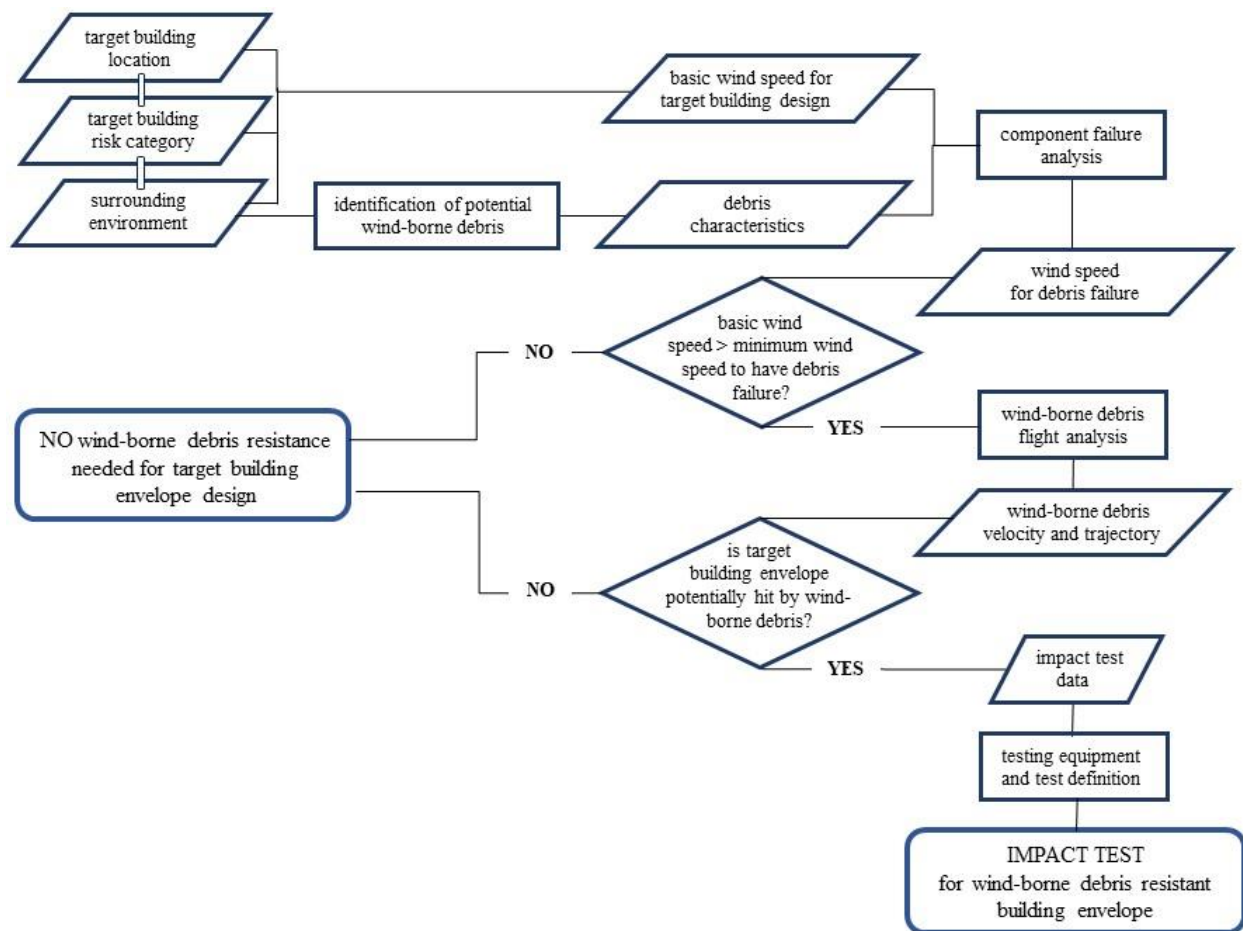 target building
location
target building
risk category
surrounding
environment
identification of potential
wind-borne debris
basic wind speed for
target building design
debris
characteristics
component failure
analysis
wind speed
for debris failure
basic wind
speed > minimum wind
speed to have debris
failure?
NO
YES
wind-borne debris
flight analysis
NO wind-borne debris resistance
needed for target building
envelope design
wind-borne debris
velocity and trajectory
is target
building envelope
potentially hit by wind-
borne debris?
NO
YES
impact test
data
testing equipment
and test definition
IMPACT TEST
for wind-borne debris resistant
building envelope